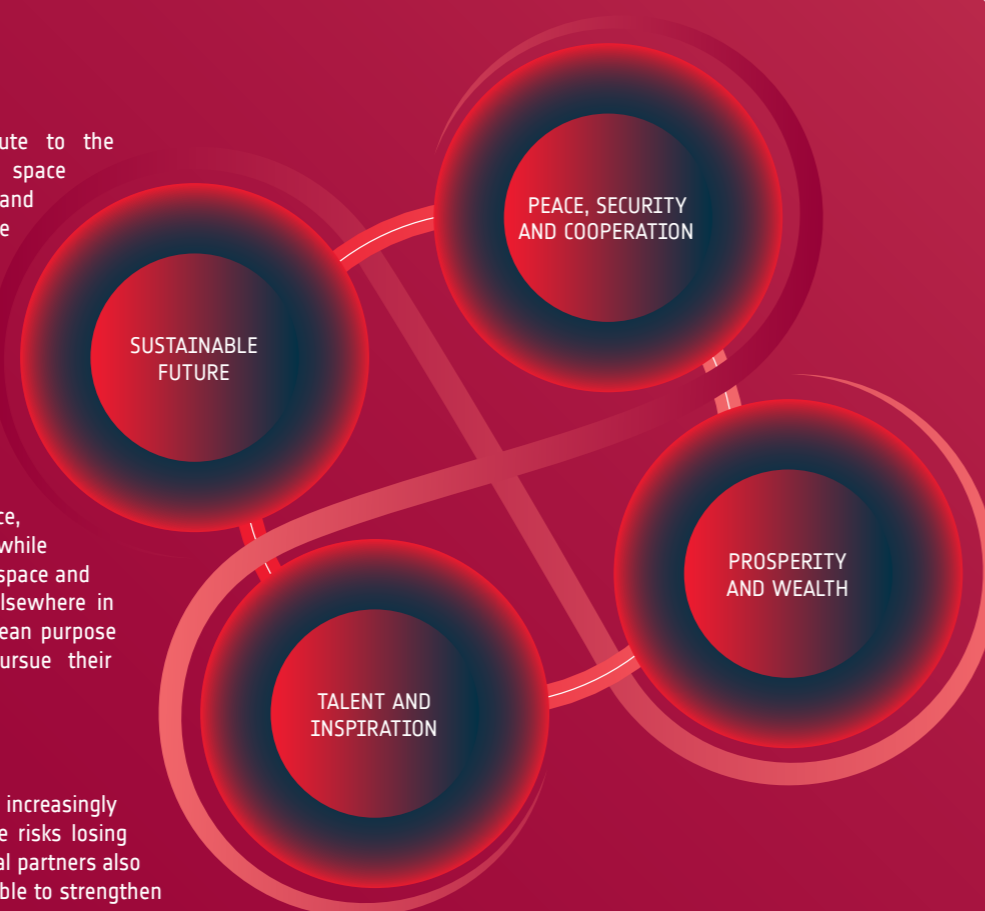 ute to the
space
and
e
PEACE, SECURITY
AND COOPERATION
SUSTAINABLE
FUTURE
ce,
while
space and
lsewhere in
ean purpose
ursue their
PROSPERITY
AND WEALTH
TALENT AND
INSPIRATION
increasingly
e risks losing
al partners also
ble to strengthen